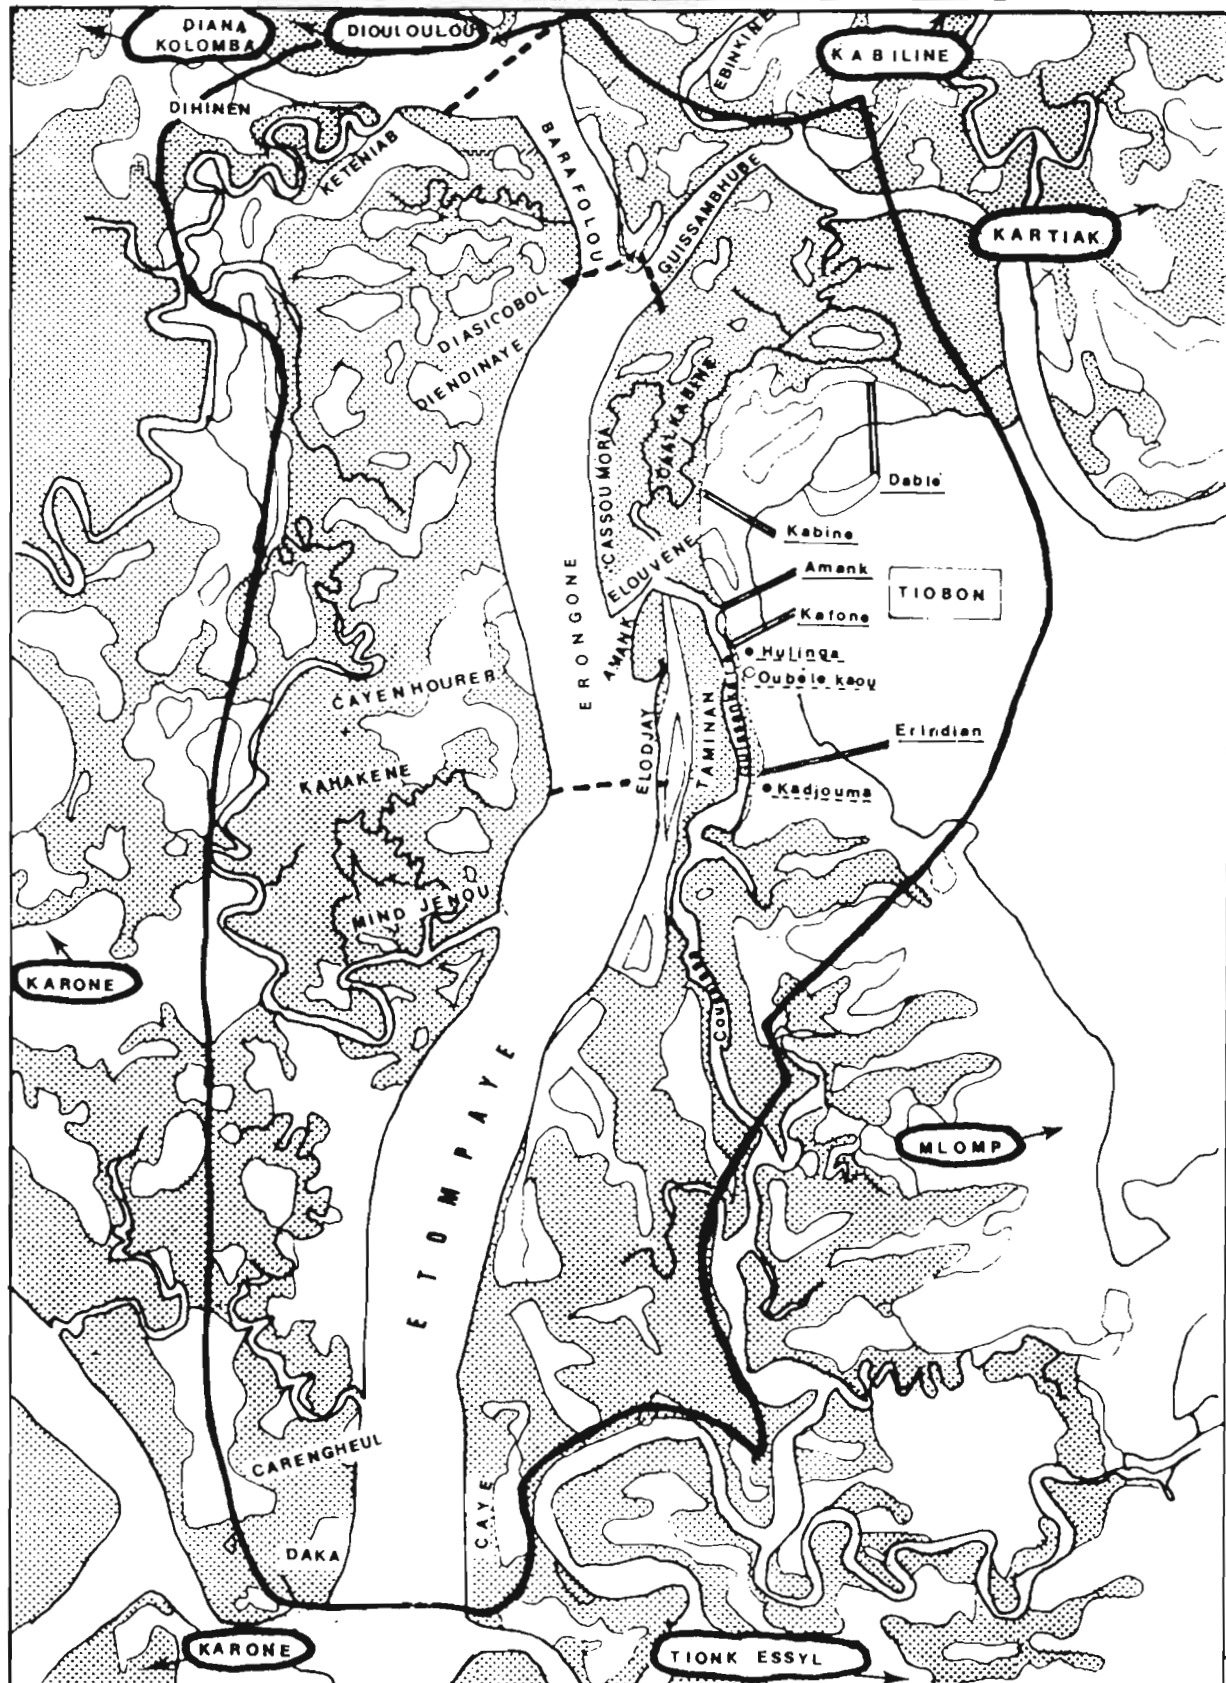 DIANA
KOLOMBA
DIOULOULOU
KABILINE
EBINKINE
DIHINEN
KETENIAB
BARAFOLOU
GUISSAMBHUBE
KARTIAK
DIASICOBOL
DIENDINAYE
CASSOUMORA
CAALKABINE
Dable
Kabine
ELOUVENE
Amank
TIOBON
Kafone
ERONGONE
AMANK
Hulinga
Oubele kaou
CAYENHOURER
ELODJAY
TAMINAN
Erindian
KAHAKENE
Kadjouma
MIND JENOU
KARONE
ETOMPAYE
MLOMP
CARENGHEUL
CAYE
DAKA
KARONE
TIONK ESSYL